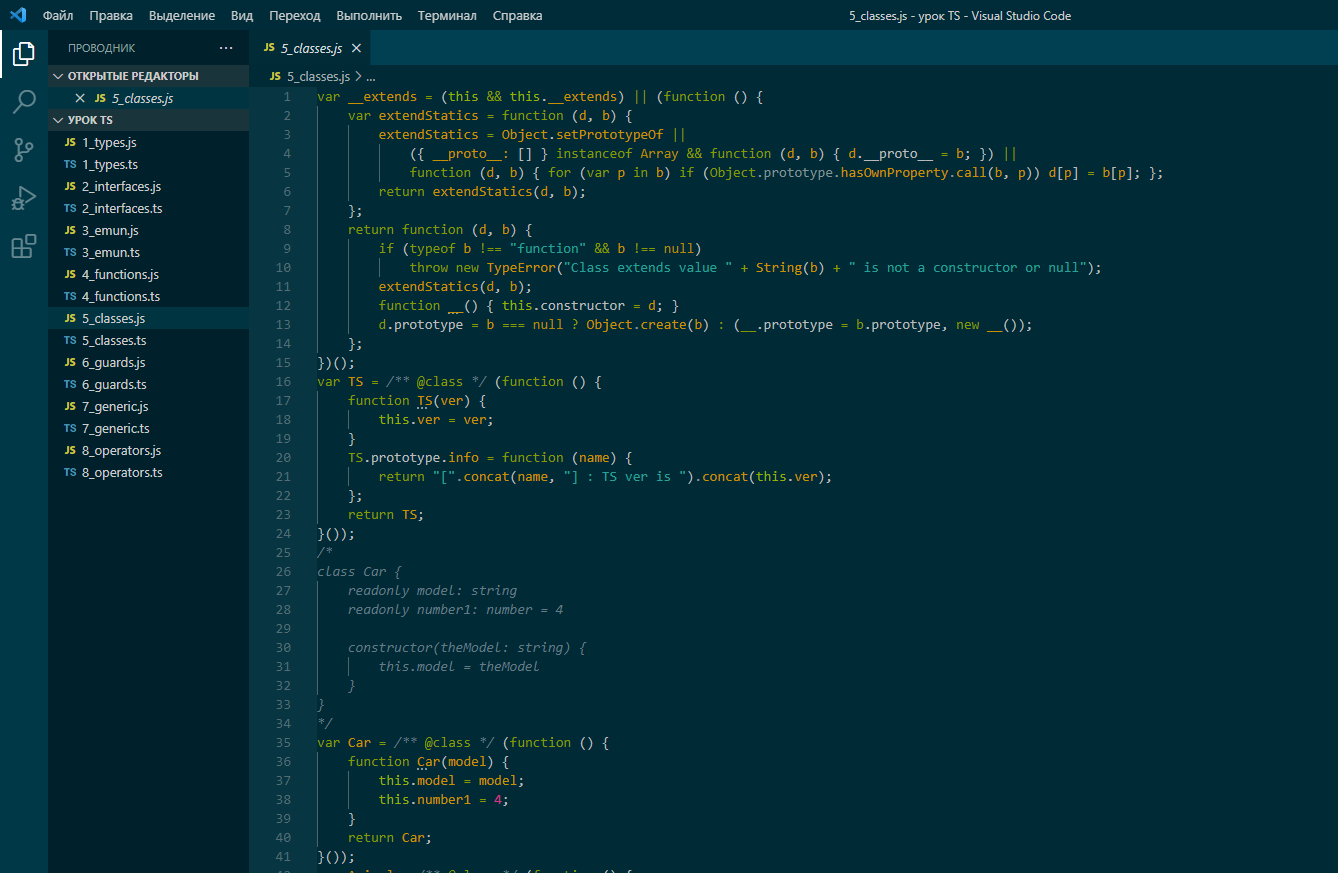 Файл Правка Выделение Вид Переход Выполнить Терминал Справка 5_classes.js - урок TS - Visual Studio Code
ПРОВОДНИК ...
ОТКРЫТЫЕ РЕДАКТОРЫ
JS 5_classes.js
УРОК TS
JS 1_types.js
TS 1_types.ts
JS 2_interfaces.js
TS 2_interfaces.ts
JS 3_emun.js
TS 3_emun.ts
JS 4_functions.js
TS 4_functions.ts
JS 5_classes.js
TS 5_classes.ts
JS 6_guards.js
TS 6_guards.ts
JS 7_generic.js
TS 7_generic.ts
JS 8_operators.js
TS 8_operators.ts
JS 5_classes.js
JS 5_classes.js > ...
1 var __extends = (this && this.__extends) || (function () {
2     var extendStatics = function (d, b) {
3         extendStatics = Object.setPrototypeOf ||
4             ({ __proto__: [] } instanceof Array && function (d, b) { d.__proto__ = b; }) ||
5             function (d, b) { for (var p in b) if (Object.prototype.hasOwnProperty.call(b, p)) d[p] = b[p]; };
6         return extendStatics(d, b);
7     };
8     return function (d, b) {
9         if (typeof b !== "function" && b !== null)
10             throw new TypeError("Class extends value " + String(b) + " is not a constructor or null");
11         extendStatics(d, b);
12         function __() { this.constructor = d; }
13         d.prototype = b === null ? Object.create(b) : (__.prototype = b.prototype, new __());
14     };
15 })();
16 var TS = /** @class */ (function () {
17     function TS(ver) {
18         this.ver = ver;
19     }
20     TS.prototype.info = function (name) {
21         return "[".concat(name, "] : TS ver is ").concat(this.ver);
22     };
23     return TS;
24 }());
25 /*
26 class Car {
27     readonly model: string
28     readonly number1: number = 4
29
30     constructor(theModel: string) {
31         this.model = theModel
32     }
33 }
34 */
35 var Car = /** @class */ (function () {
36     function Car(model) {
37         this.model = model;
38         this.number1 = 4;
39     }
40     return Car;
41 }());